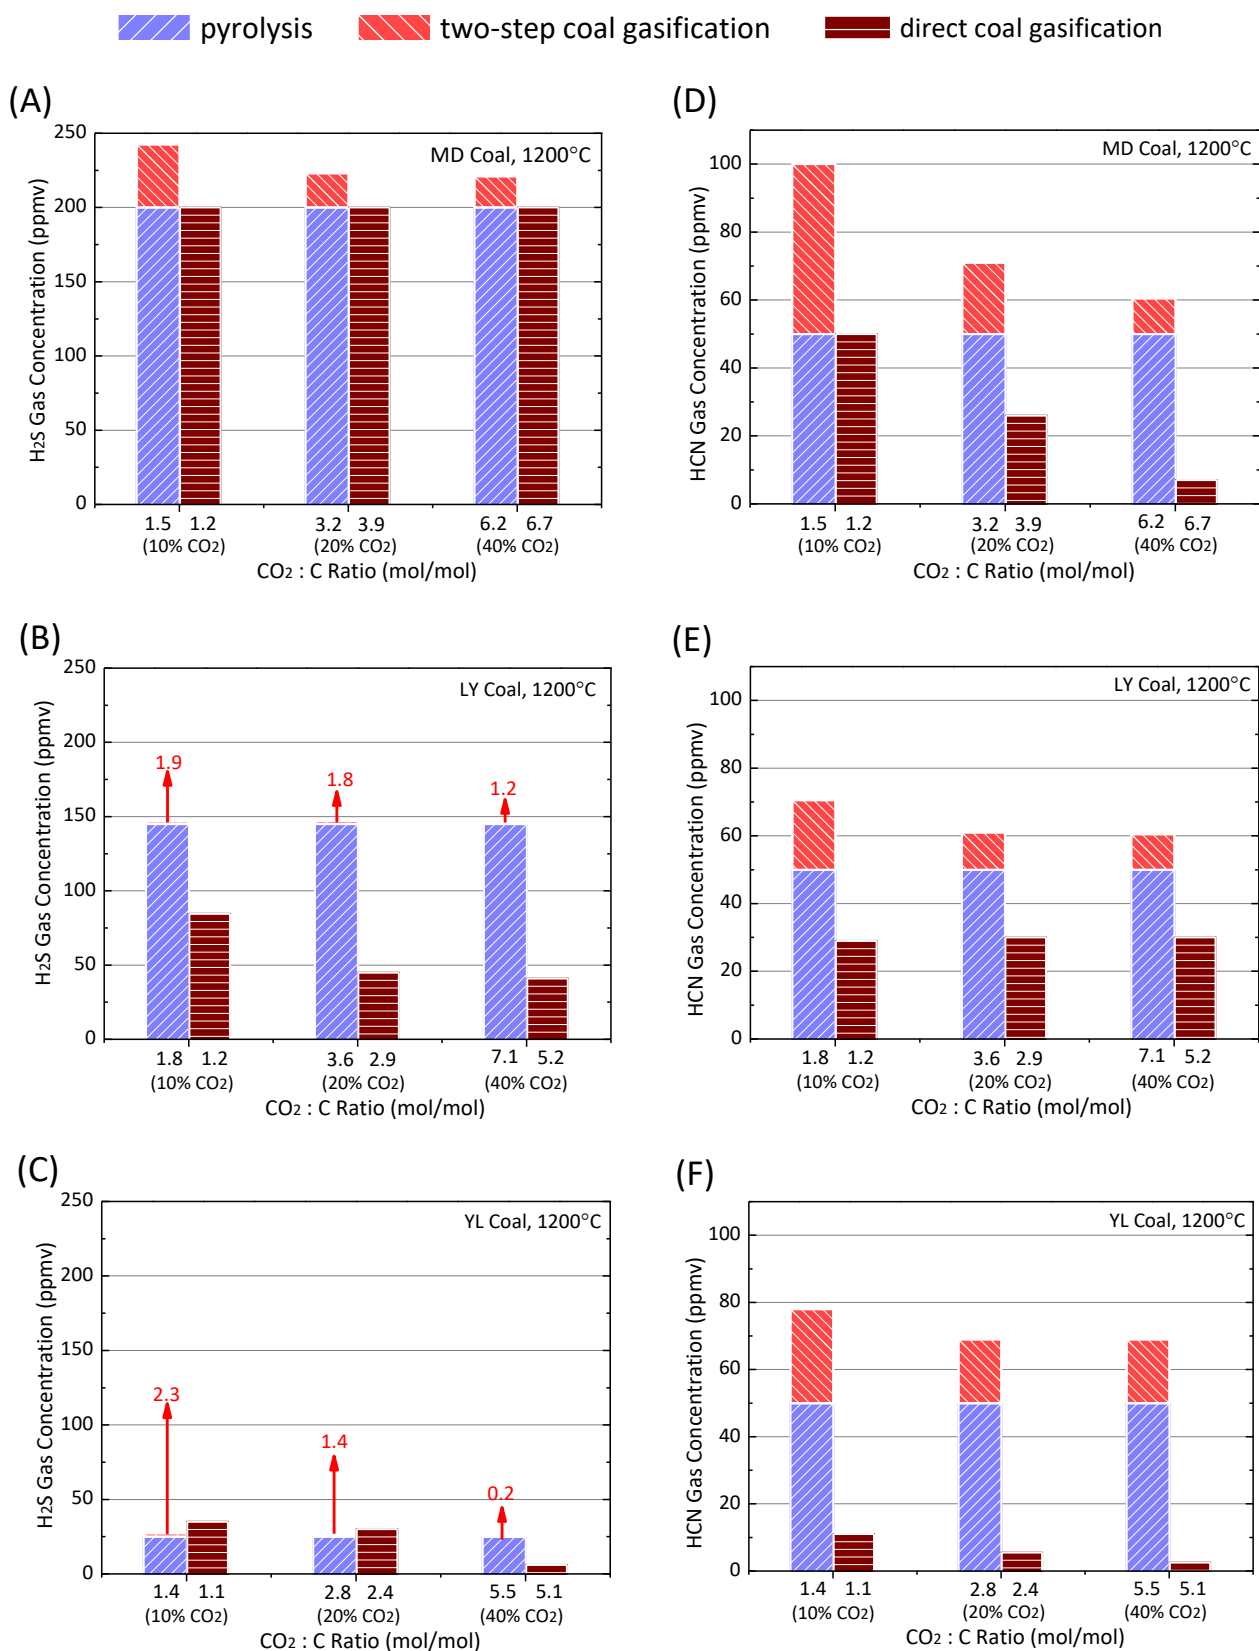 pyrolysis two-step coal gasification direct coal gasification
(A)
H2S Gas Concentration (ppmv)
250
200
150
100
50
0
MD Coal, 1200°C
1.5 1.2 3.2 3.9 6.2 6.7
(10% CO2) (20% CO2) (40% CO2)
CO2 : C Ratio (mol/mol)
(D)
HCN Gas Concentration (ppmv)
100
80
60
40
20
0
MD Coal, 1200°C
1.5 1.2 3.2 3.9 6.2 6.7
(10% CO2) (20% CO2) (40% CO2)
CO2 : C Ratio (mol/mol)
(B)
H2S Gas Concentration (ppmv)
250
200
150
100
50
0
LY Coal, 1200°C
1.9 1.8 1.2
1.8 1.2 3.6 2.9 7.1 5.2
(10% CO2) (20% CO2) (40% CO2)
CO2 : C Ratio (mol/mol)
(E)
HCN Gas Concentration (ppmv)
100
80
60
40
20
0
LY Coal, 1200°C
1.8 1.2 3.6 2.9 7.1 5.2
(10% CO2) (20% CO2) (40% CO2)
CO2 : C Ratio (mol/mol)
(C)
H2S Gas Concentration (ppmv)
250
200
150
100
50
0
YL Coal, 1200°C
2.3 1.4 0.2
1.4 1.1 2.8 2.4 5.5 5.1
(10% CO2) (20% CO2) (40% CO2)
CO2 : C Ratio (mol/mol)
(F)
HCN Gas Concentration (ppmv)
100
80
60
40
20
0
YL Coal, 1200°C
1.4 1.1 2.8 2.4 5.5 5.1
(10% CO2) (20% CO2) (40% CO2)
CO2 : C Ratio (mol/mol)